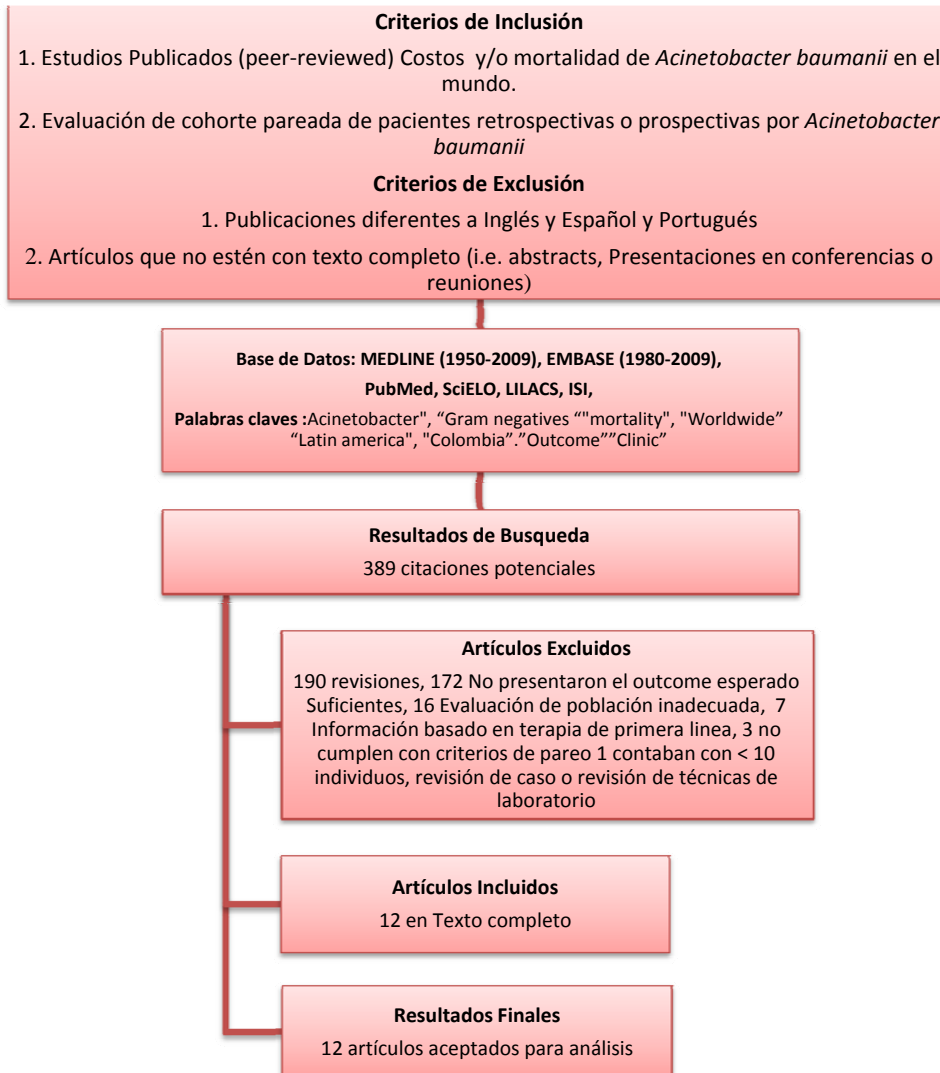 Criterios de Inclusión
1. Estudios Publicados (peer-reviewed) Costos y/o mortalidad de Acinetobacter baumanii en el
mundo.
2. Evaluación de cohorte pareada de pacientes retrospectivas o prospectivas por Acinetobacter
baumanii
Criterios de Exclusión
1. Publicaciones diferentes a Inglés y Español y Portugués
2. Artículos que no estén con texto completo (i.e. abstracts, Presentaciones en conferencias o
reuniones)
Base de Datos: MEDLINE (1950-2009), EMBASE (1980-2009),
PubMed, SciELO, LILACS, ISI,
Palabras claves :Acinetobacter", “Gram negatives “"mortality", "Worldwide”
“Latin america", "Colombia”.”Outcome””Clinic”
Resultados de Busqueda
389 citaciones potenciales
Artículos Excluidos
190 revisiones, 172 No presentaron el outcome esperado
Suficientes, 16 Evaluación de población inadecuada, 7
Información basado en terapia de primera linea, 3 no
cumplen con criterios de pareo 1 contaban con < 10
individuos, revisión de caso o revisión de técnicas de
laboratorio
Artículos Incluidos
12 en Texto completo
Resultados Finales
12 artículos aceptados para análisis